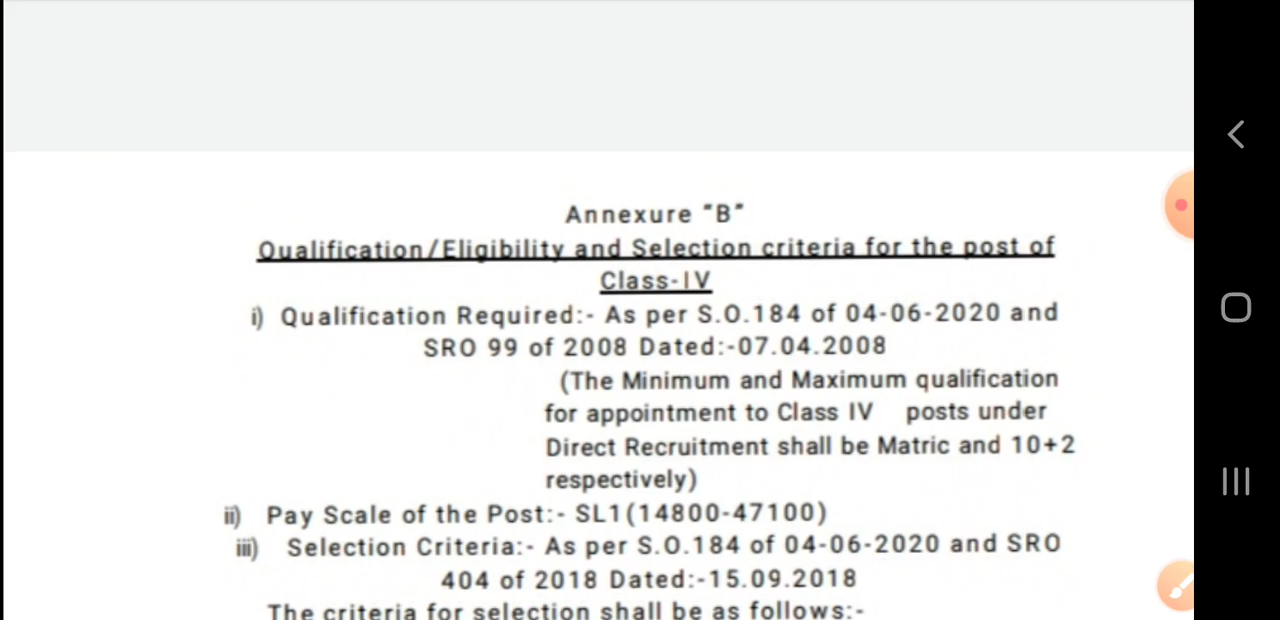 Annexure "B"
Qualification/Eligibility and Selection criteria for the post of
Class-IV
i) Qualification Required:- As per S.O.184 of 04-06-2020 and
SRO 99 of 2008 Dated:-07.04.2008
(The Minimum and Maximum qualification
for appointment to Class IV posts under
Direct Recruitment shall be Matric and 10+2
respectively)
ii) Pay Scale of the Post:- SL1(14800-47100)
iii) Selection Criteria:- As per S.O.184 of 04-06-2020 and SRO
404 of 2018 Dated:-15.09.2018
The criteria for selection shall be as follows:-